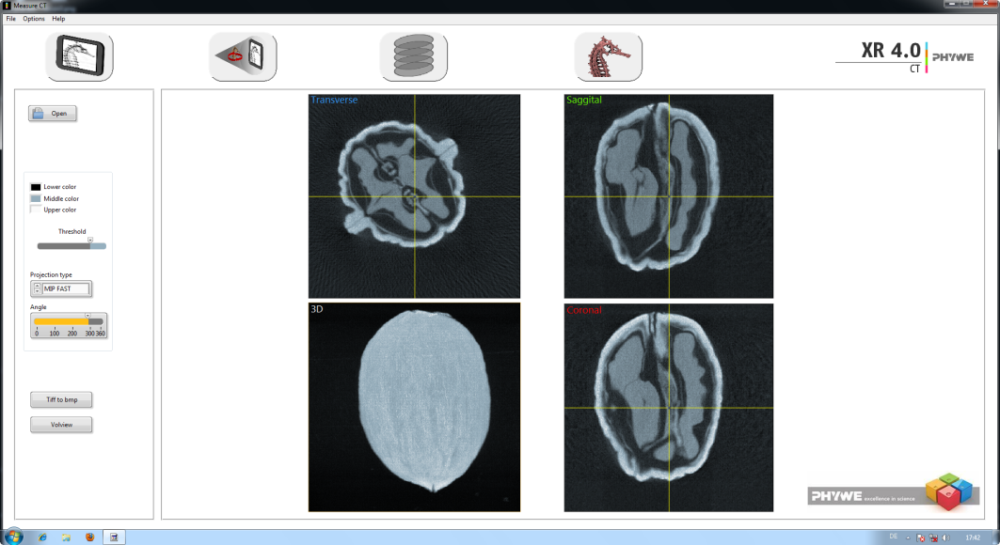 Measure CT
File Options Help
XR 4.0
CT
PHYWE
Open
Lower color
Middle color
Upper color
Threshold
Projection type
MIP FAST
Angle
0 100 200 300 360
Tiff to bmp
Volview
Transverse
Saggital
3D
Coronal
PHYWE excellence in science
DE
17:42